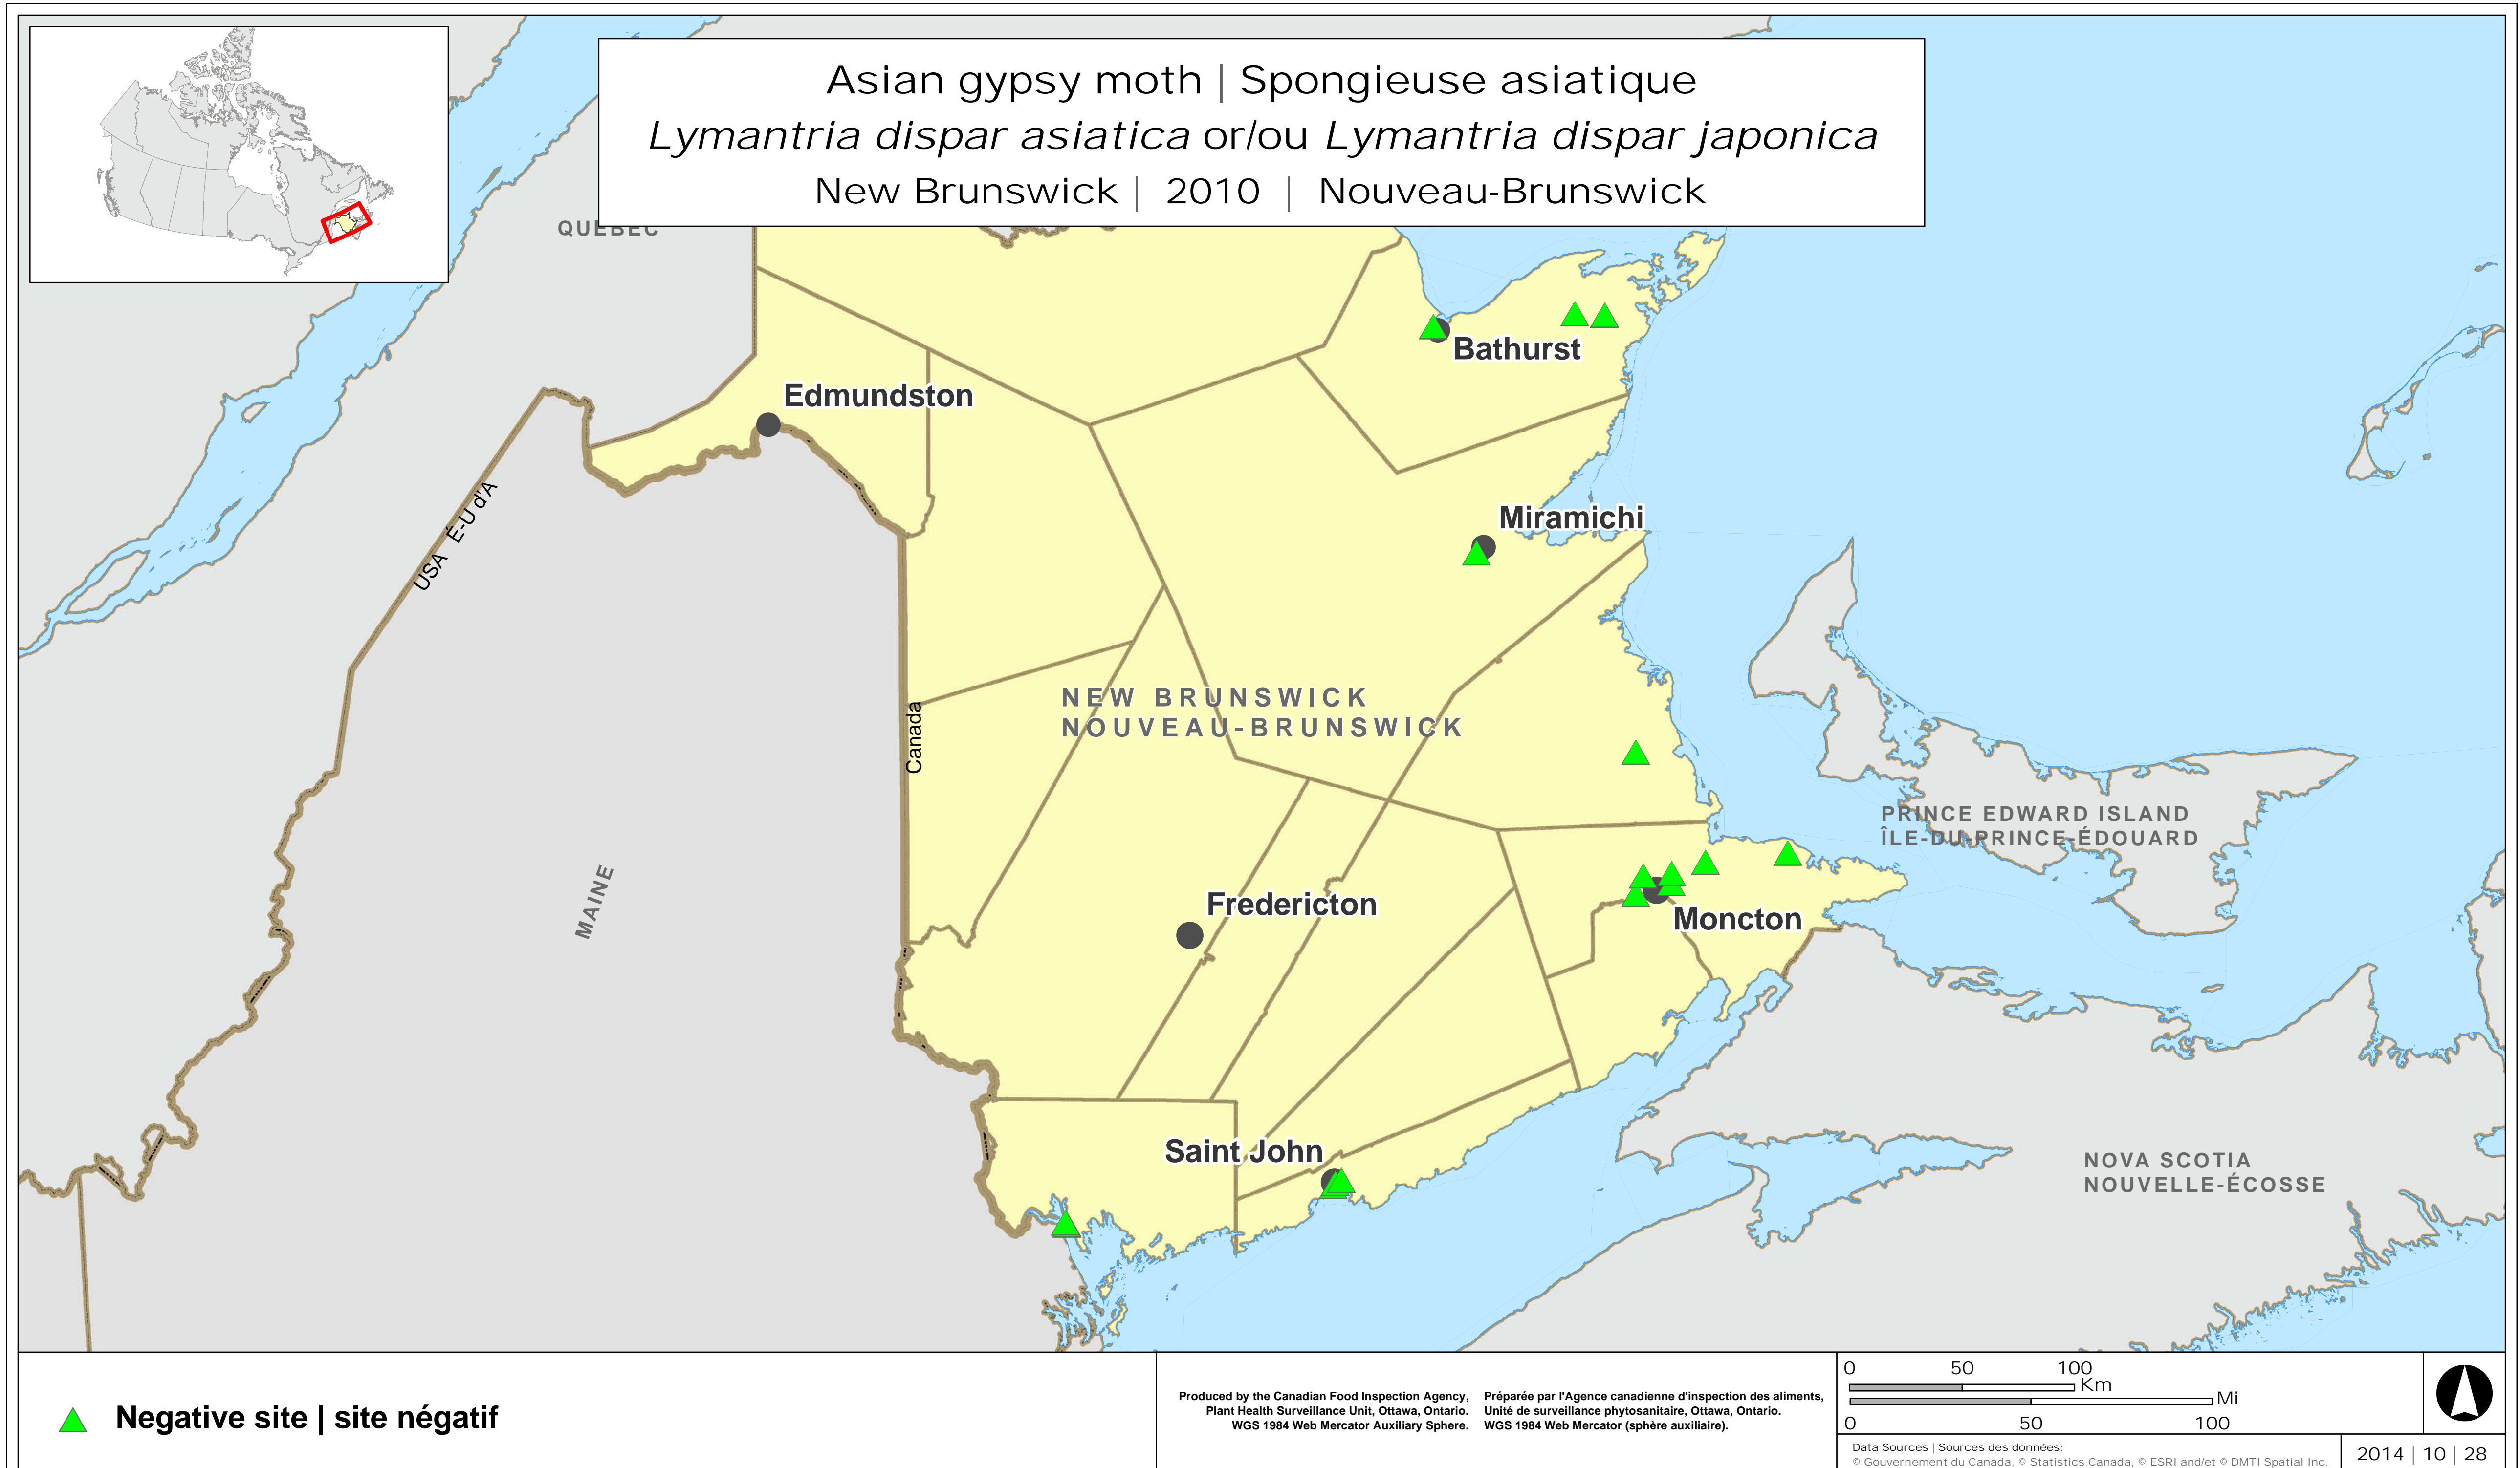 Asian gypsy moth | Spongieuse asiatique
Lymantria dispar asiatica or/ou Lymantria dispar japonica
New Brunswick | 2010 | Nouveau-Brunswick
QUEBEC
Bathurst
Edmundston
Miramichi
USA É-U d'A
Canada
NEW BRUNSWICK
NOUVEAU-BRUNSWICK
PRINCE EDWARD ISLAND
ÎLE-DU-PRINCE-ÉDOUARD
MAINE
Fredericton
Moncton
Saint John
NOVA SCOTIA
NOUVELLE-ÉCOSSE
Negative site | site négatif
Produced by the Canadian Food Inspection Agency,
Plant Health Surveillance Unit, Ottawa, Ontario.
WGS 1984 Web Mercator Auxiliary Sphere.
Préparée par l'Agence canadienne d'inspection des aliments,
Unité de surveillance phytosanitaire, Ottawa, Ontario.
WGS 1984 Web Mercator (sphère auxiliaire).
0 50 100
Km
Mi
0 50 100
Data Sources | Sources des données:
© Gouvernement du Canada, © Statistics Canada, © ESRI and/et © DMTI Spatial Inc.
2014 | 10 | 28